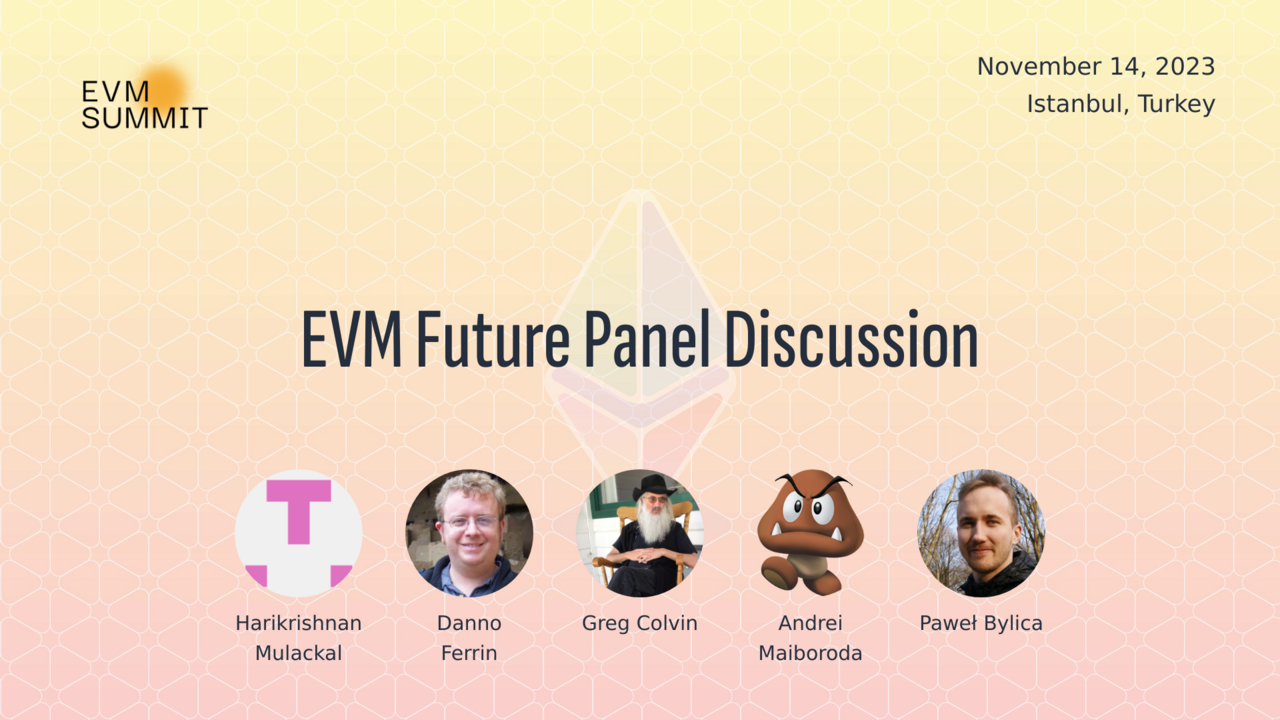 EVM
SUMMIT
November 14, 2023
Istanbul, Turkey
EVM Future Panel Discussion
Harikrishnan
Mulackal
Danno
Ferrin
Greg Colvin
Andrei
Maiboroda
Paweł Bylica